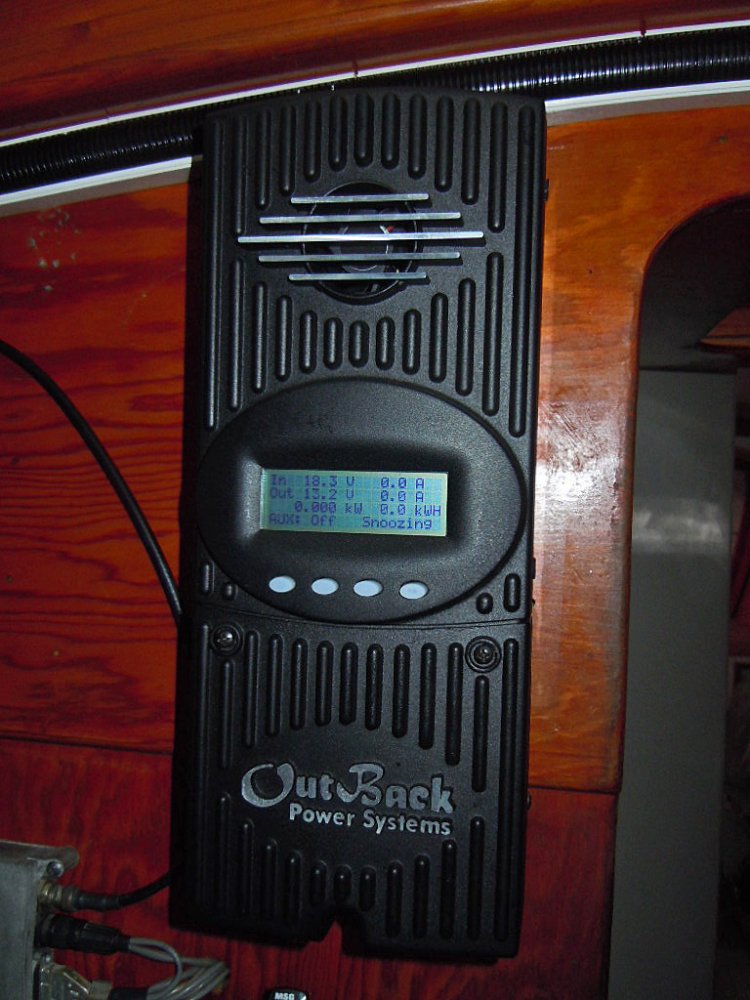 In 18.3 V 0.0 A
Out 13.2 V 0.0 A
0.000 kW 0.0 kWH
AUX: Off Snoozing
OutBack
Power Systems
MSG